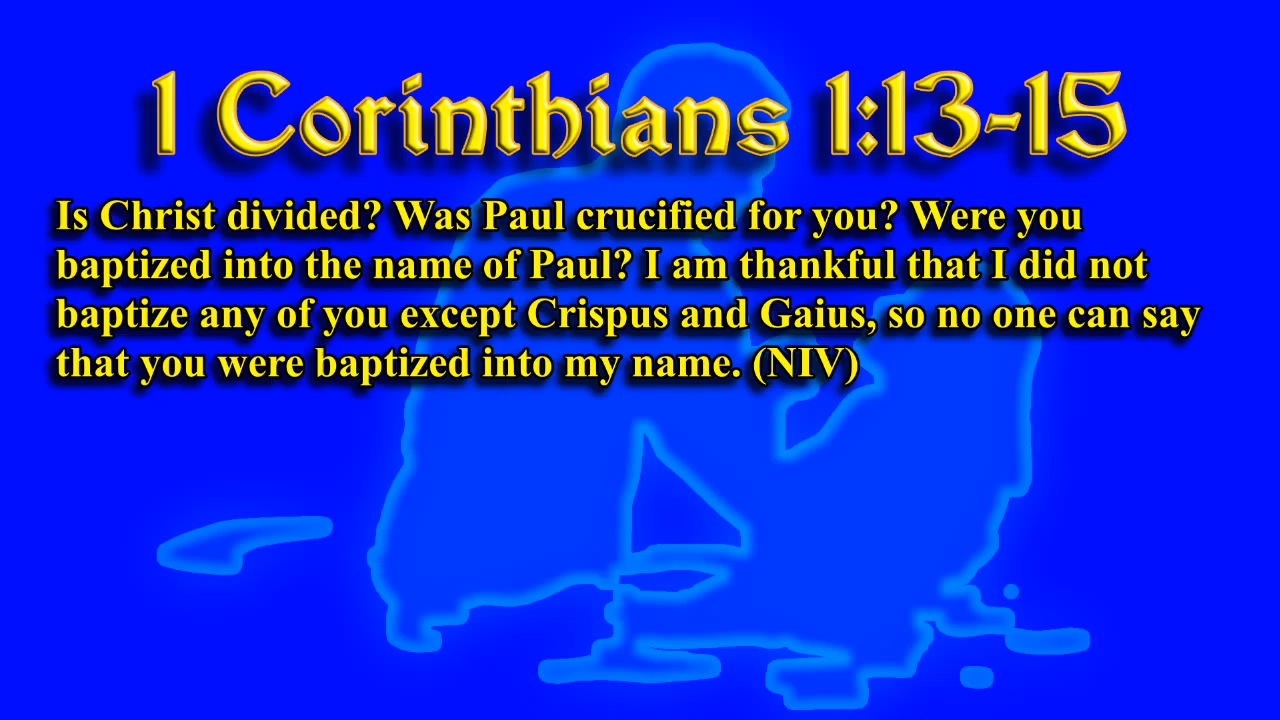 1 Corinthians 1:13-15
Is Christ divided? Was Paul crucified for you? Were you
baptized into the name of Paul? I am thankful that I did not
baptize any of you except Crispus and Gaius, so no one can say
that you were baptized into my name. (NIV)